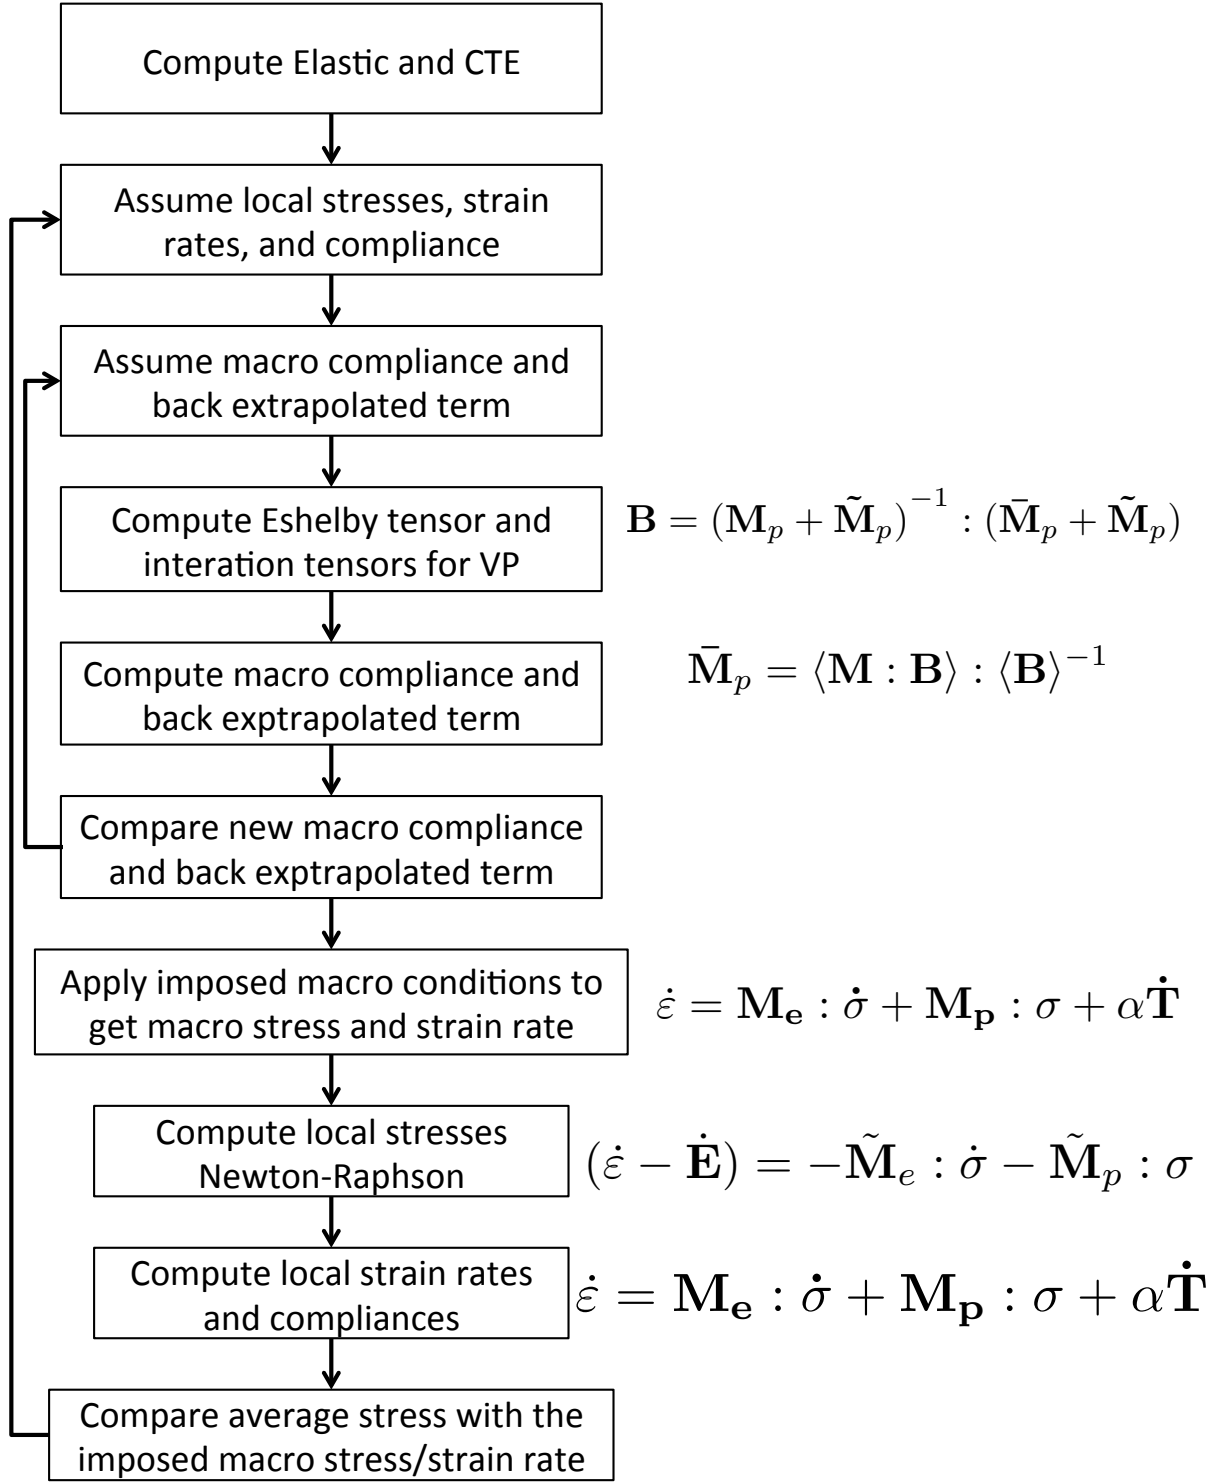 Compute Elastic and CTE
Assume local stresses, strain
rates, and compliance
Assume macro compliance and
back extrapolated term
Compute Eshelby tensor and
interation tensors for VP
B = (M_p + M̃_p)^{-1} : (M̄_p + M̃_p)
Compute macro compliance and
back exptrapolated term
M̄_p = ⟨M : B⟩ : ⟨B⟩^{-1}
Compare new macro compliance
and back exptrapolated term
Apply imposed macro conditions to
get macro stress and strain rate
ε̇ = M_e : σ̇ + M_p : σ + αṪ
Compute local stresses
Newton-Raphson
(ε̇ − Ė) = −M̃_e : σ̇ − M̃_p : σ
Compute local strain rates
and compliances
ε̇ = M_e : σ̇ + M_p : σ + αṪ
Compare average stress with the
imposed macro stress/strain rate